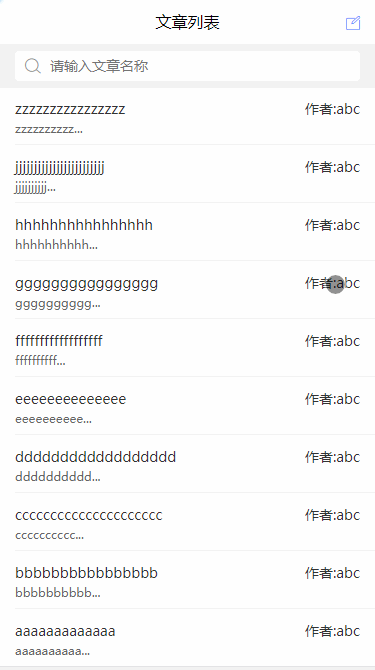 文章列表
请输入文章名称
zzzzzzzzzzzzzzzz 作者:abc
zzzzzzzzzz...
jjjjjjjjjjjjjjjjjjjjjjjj 作者:abc
jjjjjjjjjj...
hhhhhhhhhhhhhhhh 作者:abc
hhhhhhhhhh...
gggggggggggggggg 作者:abc
gggggggggg...
ffffffffffffffffff 作者:abc
ffffffffff...
eeeeeeeeeeeeee 作者:abc
eeeeeeeeee...
dddddddddddddddddd 作者:abc
dddddddddd...
ccccccccccccccccccccc 作者:abc
cccccccccc...
bbbbbbbbbbbbbbbb 作者:abc
bbbbbbbbbb...
aaaaaaaaaaaaa 作者:abc
aaaaaaaaaa...